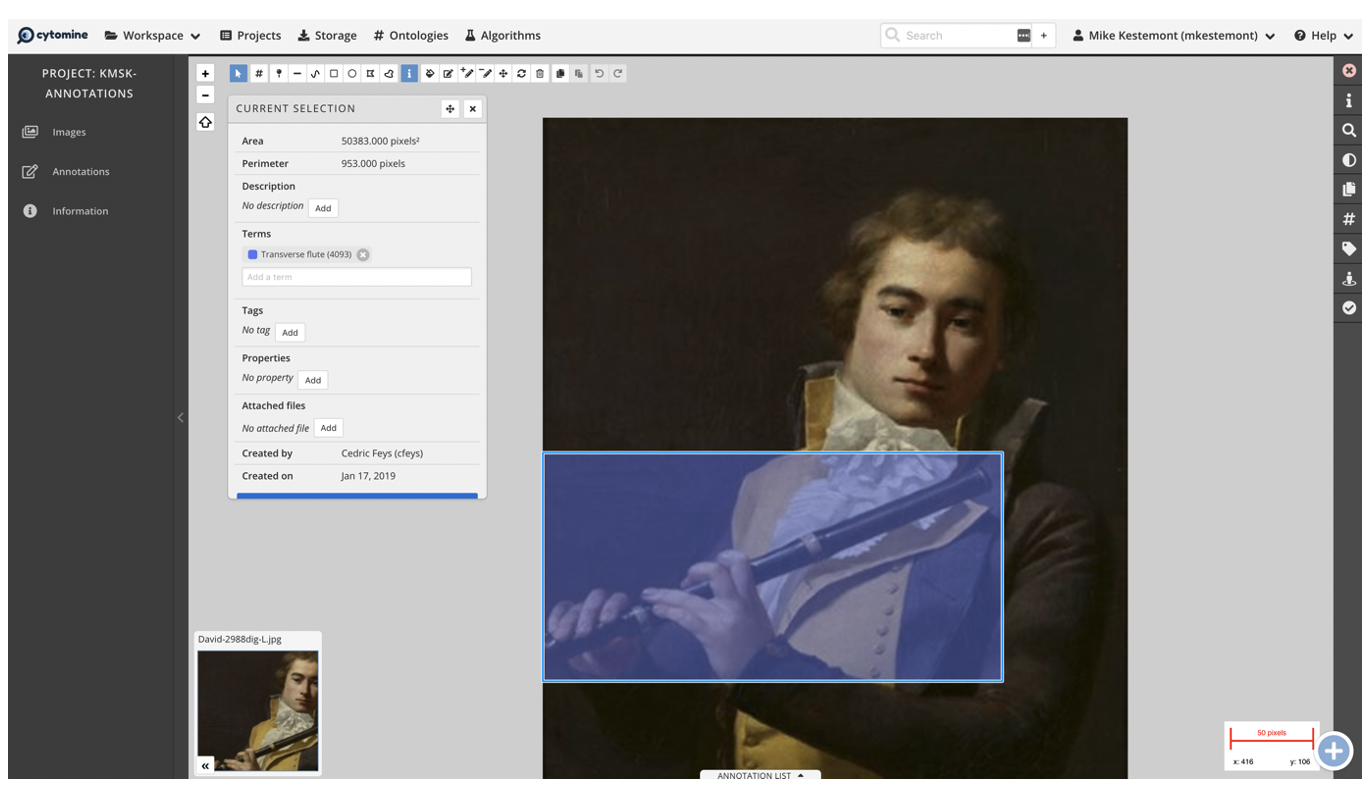 cytomine Workspace Projects Storage # Ontologies Algorithms Search + Mike Kestemont (mkestemont) Help
PROJECT: KMSK-
ANNOTATIONS
Images
Annotations
Information
CURRENT SELECTION
Area 50383.000 pixels²
Perimeter 953.000 pixels
Description
No description Add
Terms
Transverse flute (4093)
Add a term
Tags
No tag Add
Properties
No property Add
Attached files
No attached file Add
Created by Cedric Feys (cfeys)
Created on Jan 17, 2019
David-2988dig-L.jpg
«
50 pixels
x: 416 y: 106
ANNOTATION LIST